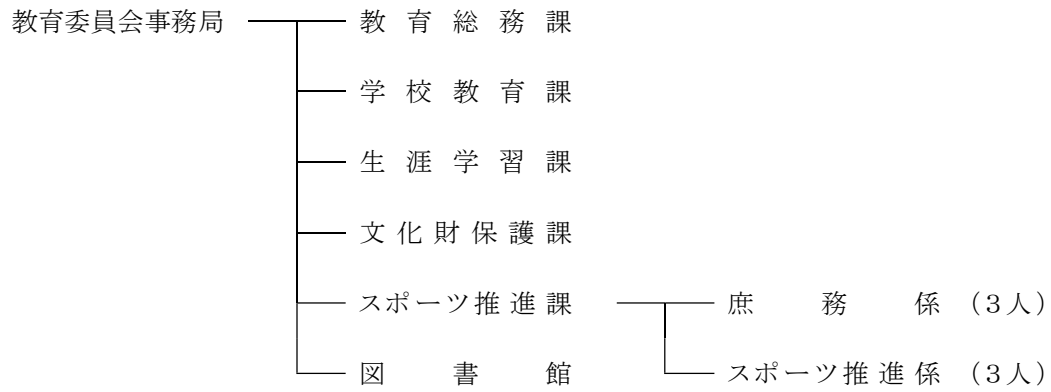 教育委員会事務局 教育総務課
学校教育課
生涯学習課
文化財保護課
スポーツ推進課 庶務係 (3人)
図書館 スポーツ推進係 (3人)